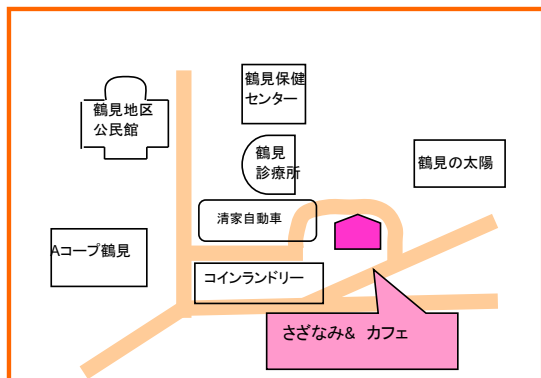 鶴見保健
センター
鶴見地区
公民館
鶴見
診療所
鶴見の太陽
清家自動車
Aコープ鶴見
コインランドリー
さざなみ& カフェ